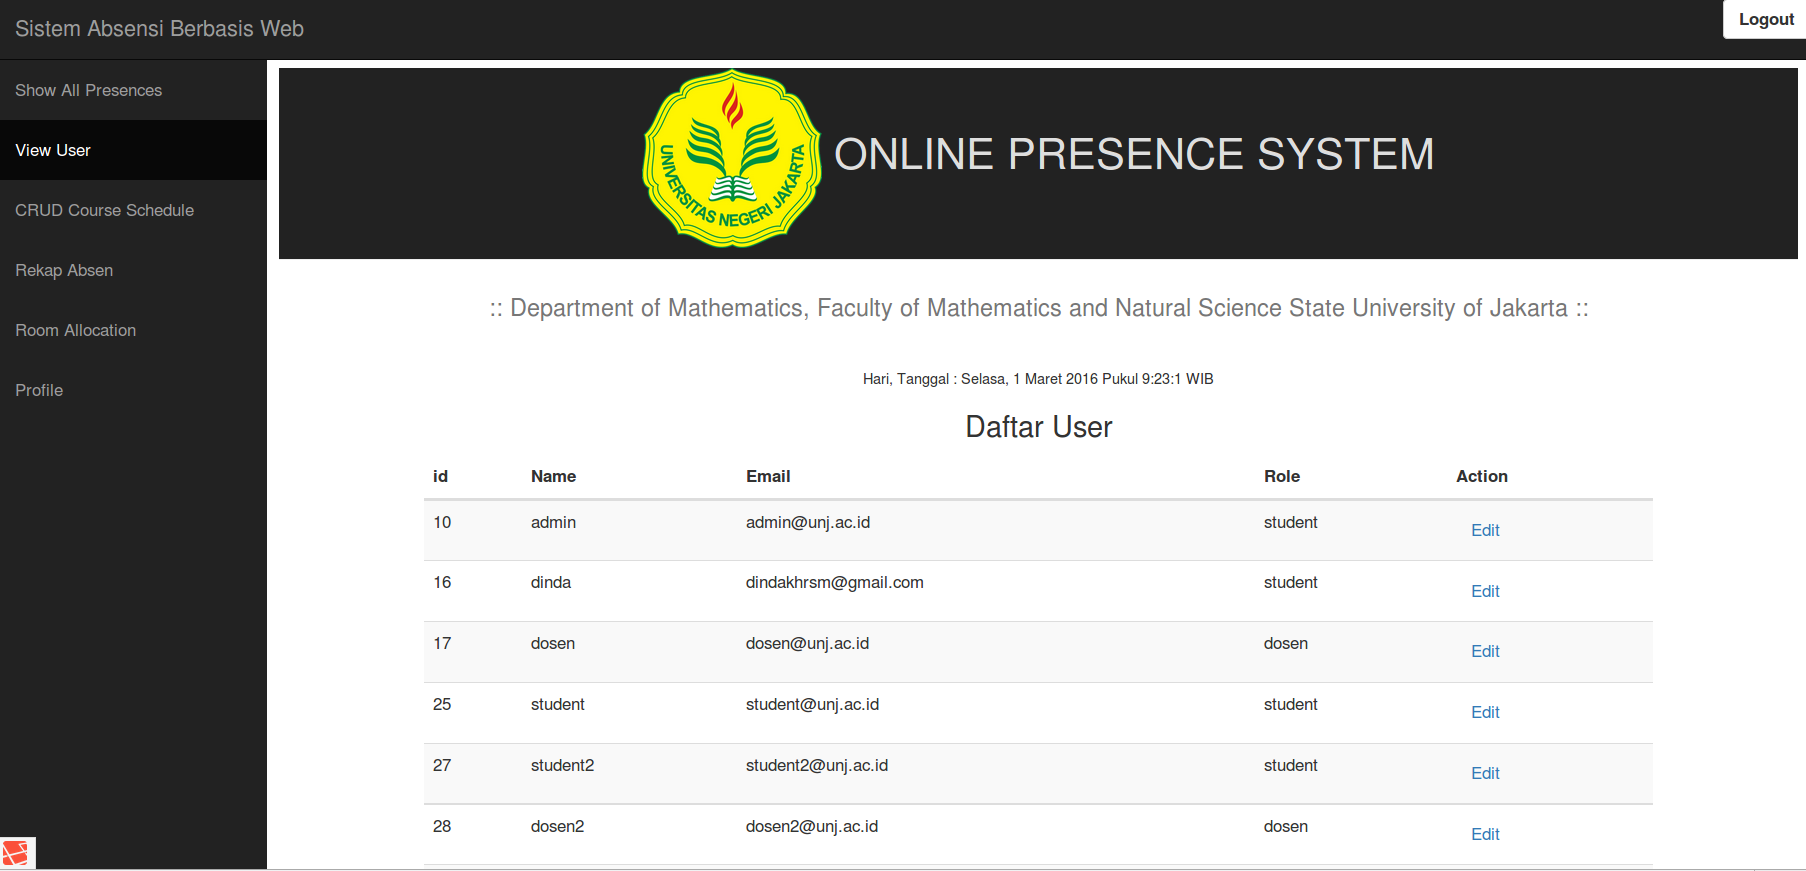 Sistem Absensi Berbasis Web
Logout
Show All Presences
View User
CRUD Course Schedule
Rekap Absen
Room Allocation
Profile
UNIVERSITAS NEGERI JAKARTA
ONLINE PRESENCE SYSTEM
:: Department of Mathematics, Faculty of Mathematics and Natural Science State University of Jakarta ::
Hari, Tanggal : Selasa, 1 Maret 2016 Pukul 9:23:1 WIB
Daftar User
id Name Email Role Action
10 admin admin@unj.ac.id student Edit
16 dinda dindakhrsm@gmail.com student Edit
17 dosen dosen@unj.ac.id dosen Edit
25 student student@unj.ac.id student Edit
27 student2 student2@unj.ac.id student Edit
28 dosen2 dosen2@unj.ac.id dosen Edit